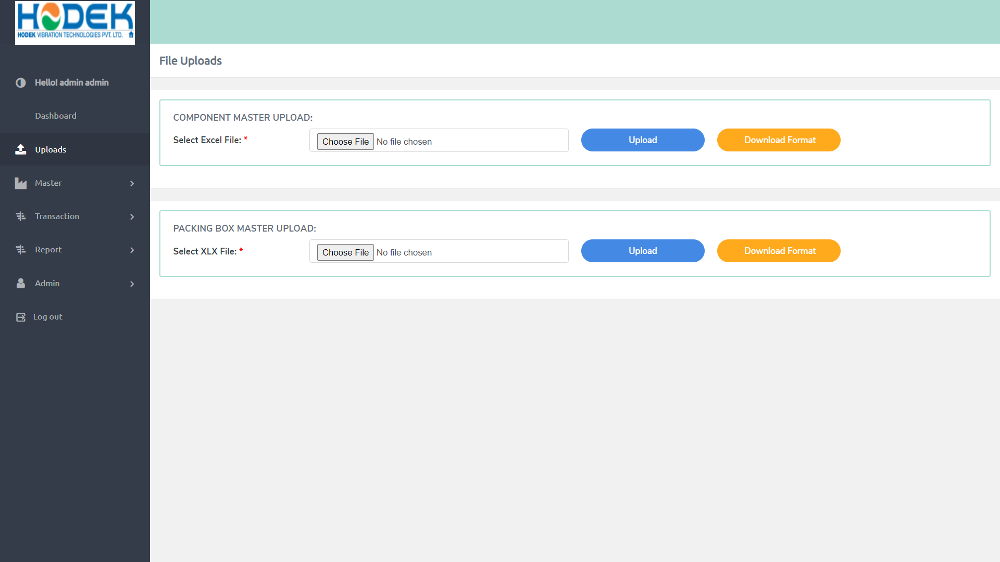 HODEK
HODEK VIBRATION TECHNOLOGIES PVT. LTD.
Hello! admin admin
Dashboard
Uploads
Master
Transaction
Report
Admin
Log out
File Uploads
COMPONENT MASTER UPLOAD:
Select Excel File: * Choose File No file chosen Upload Download Format
PACKING BOX MASTER UPLOAD:
Select XLX File: * Choose File No file chosen Upload Download Format